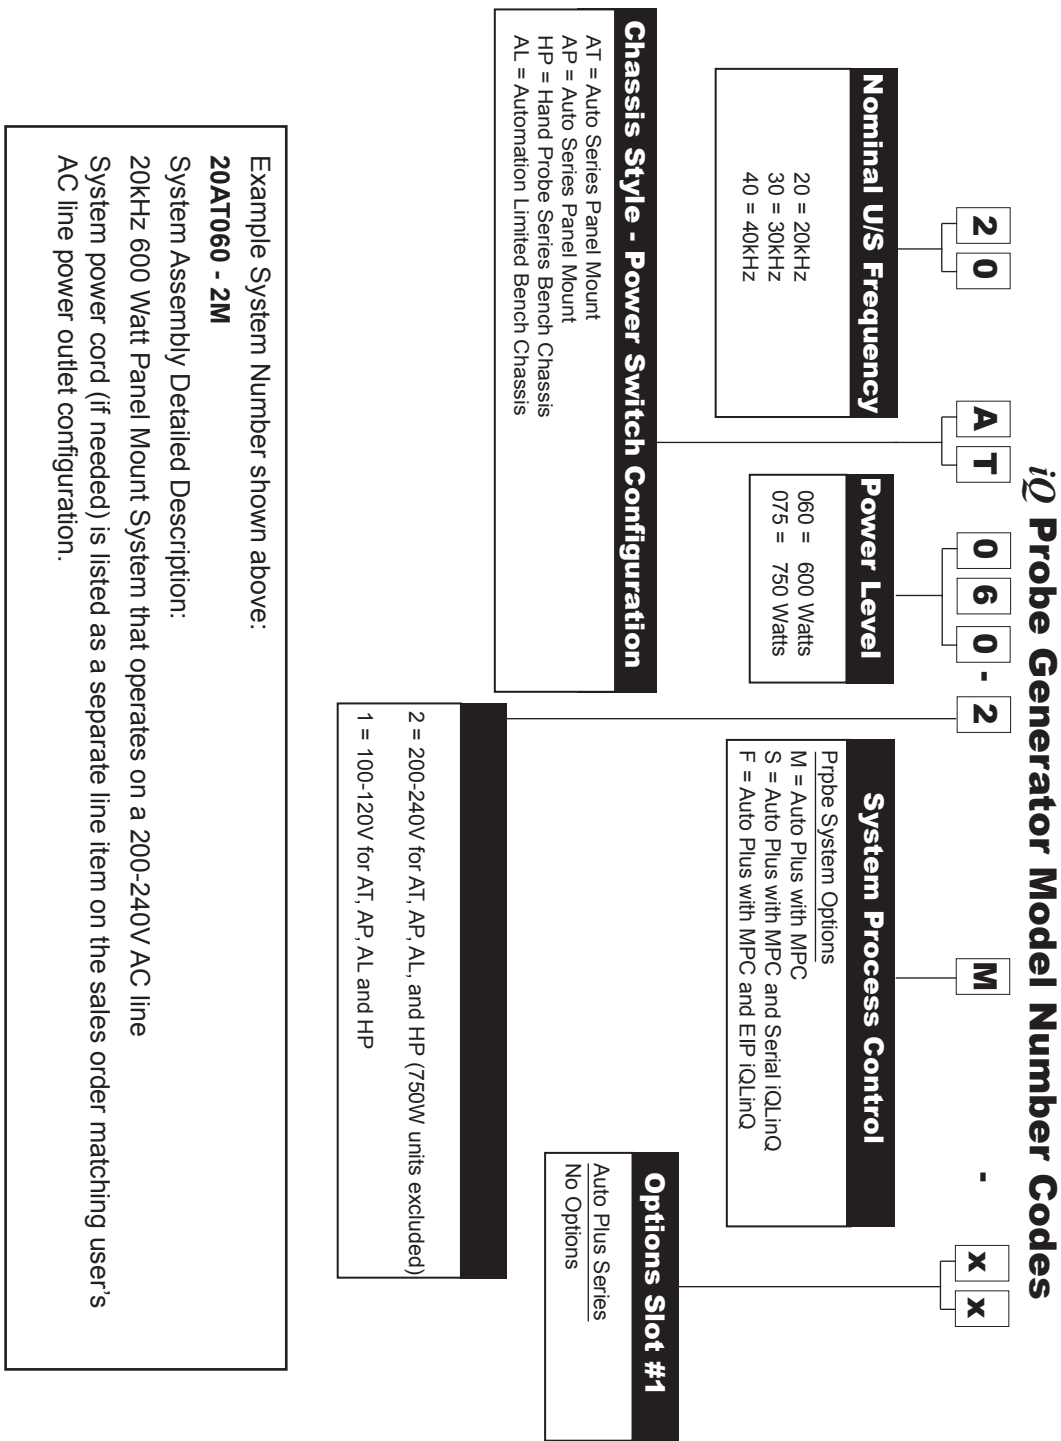 iQ Probe Generator Model Number Codes
2 0 A T 0 6 0 - 2 M - x x
Nominal U/S Frequency
20 = 20kHz
30 = 30kHz
40 = 40kHz
Chassis Style - Power Switch Configuration
AT = Auto Series Panel Mount
AP = Auto Series Panel Mount
HP = Hand Probe Series Bench Chassis
AL = Automation Limited Bench Chassis
Power Level
060 = 600 Watts
075 = 750 Watts
2 = 200-240V for AT, AP, AL, and HP (750W units excluded)
1 = 100-120V for AT, AP, AL and HP
System Process Control
Prpbe System Options
M = Auto Plus with MPC
S = Auto Plus with MPC and Serial iQLinQ
F = Auto Plus with MPC and EIP iQLinQ
Options Slot #1
Auto Plus Series
No Options
Example System Number shown above:
20AT060 - 2M
System Assembly Detailed Description:
20kHz 600 Watt Panel Mount System that operates on a 200-240V AC line
System power cord (if needed) is listed as a separate line item on the sales order matching user's
AC line power outlet configuration.